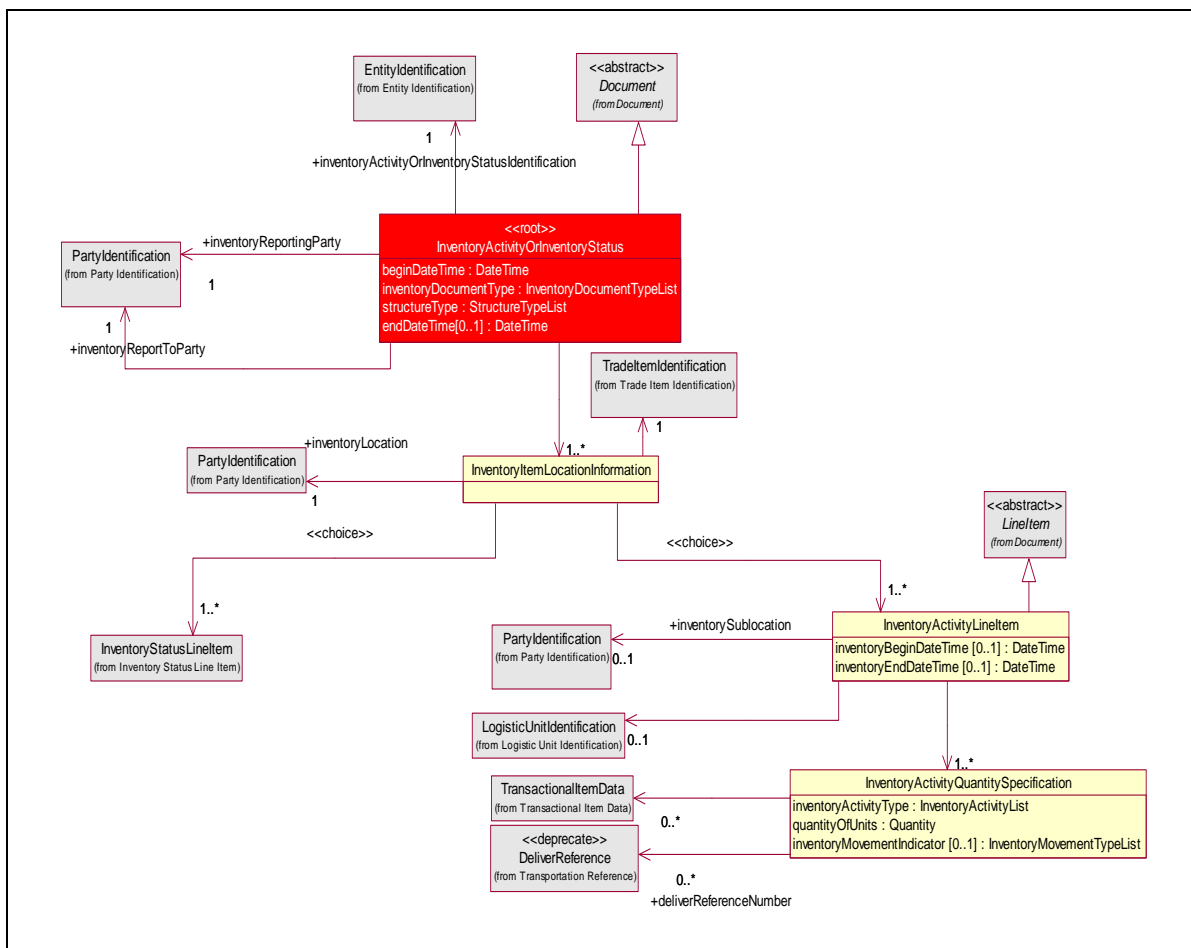 EntityIdentification
(from Entity Identification)
<<abstract>>
Document
(from Document)
1
+inventoryActivityOrInventoryStatusIdentification
<<root>>
InventoryActivityOrInventoryStatus
beginDateTime : DateTime
inventoryDocumentType : InventoryDocumentTypeList
structureType : StructureTypeList
endDateTime[0..1] : DateTime
+inventoryReportingParty
PartyIdentification
(from Party Identification)
1
1
+inventoryReportToParty
TradeItemIdentification
(from Trade Item Identification)
1
+inventoryLocation
1..*
PartyIdentification
(from Party Identification)
1
InventoryItemLocationInformation
<<abstract>>
LineItem
(from Document)
<<choice>>
<<choice>>
1..*
1..*
InventoryStatusLineItem
(from Inventory Status Line Item)
+inventorySublocation
PartyIdentification
(from Party Identification)
0..1
InventoryActivityLineItem
inventoryBeginDateTime [0..1] : DateTime
inventoryEndDateTime [0..1] : DateTime
LogisticUnitIdentification
(from Logistic Unit Identification)
0..1
1..*
TransactionalItemData
(from Transactional Item Data)
0..*
InventoryActivityQuantitySpecification
inventoryActivityType : InventoryActivityList
quantityOfUnits : Quantity
inventoryMovementIndicator [0..1] : InventoryMovementTypeList
<<deprecate>>
DeliverReference
(from Transportation Reference)
0..*
+deliverReferenceNumber